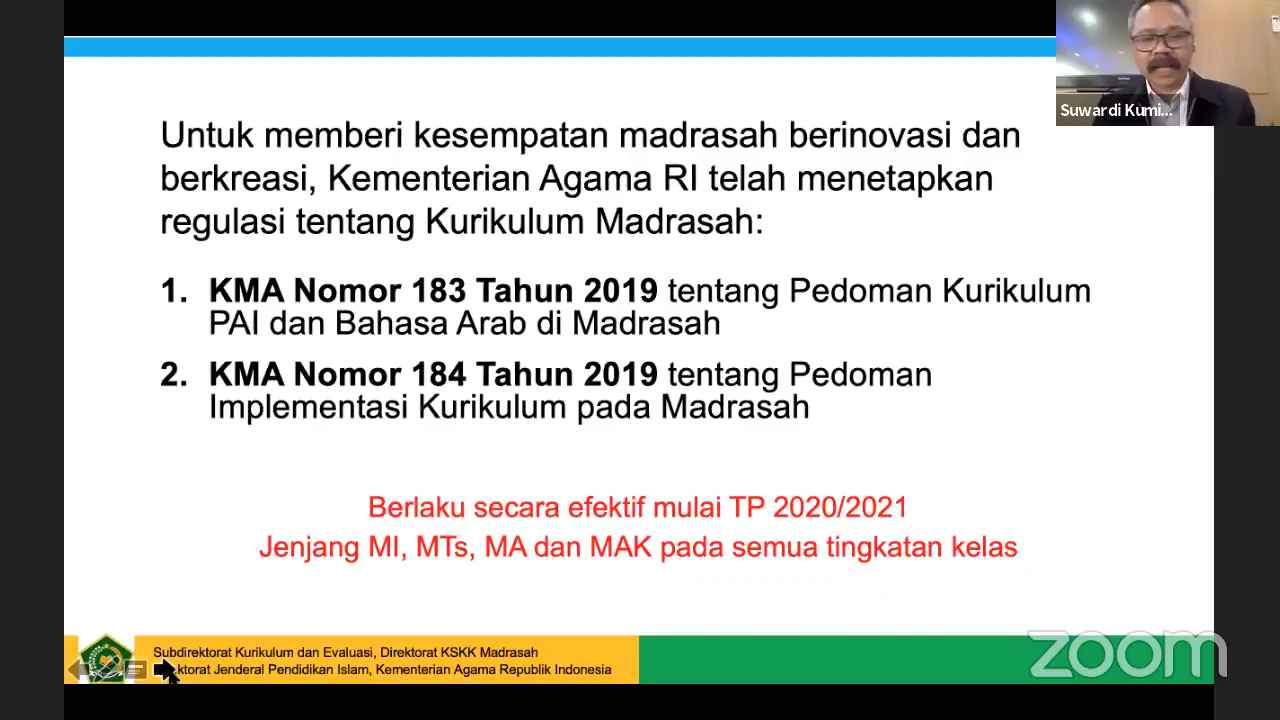 Suwardi Kumi...
Untuk memberi kesempatan madrasah berinovasi dan
berkreasi, Kementerian Agama RI telah menetapkan
regulasi tentang Kurikulum Madrasah:
1. KMA Nomor 183 Tahun 2019 tentang Pedoman Kurikulum
PAI dan Bahasa Arab di Madrasah
2. KMA Nomor 184 Tahun 2019 tentang Pedoman
Implementasi Kurikulum pada Madrasah
Berlaku secara efektif mulai TP 2020/2021
Jenjang MI, MTs, MA dan MAK pada semua tingkatan kelas
Subdirektorat Kurikulum dan Evaluasi, Direktorat KSKK Madrasah
ktorat Jenderal Pendidikan Islam, Kementerian Agama Republik Indonesia
zoom